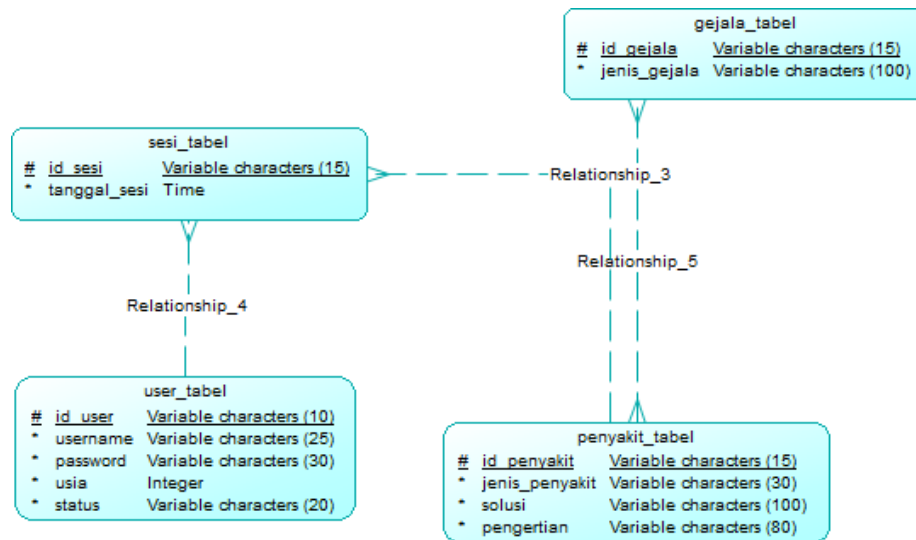 gejala_tabel
# id_gejala Variable characters (15)
* jenis_gejala Variable characters (100)
sesi_tabel
# id_sesi Variable characters (15)
* tanggal_sesi Time
Relationship_3
Relationship_5
Relationship_4
user_tabel
# id_user Variable characters (10)
* username Variable characters (25)
* password Variable characters (30)
* usia Integer
* status Variable characters (20)
penyakit_tabel
# id_penyakit Variable characters (15)
* jenis_penyakit Variable characters (30)
* solusi Variable characters (100)
* pengertian Variable characters (80)